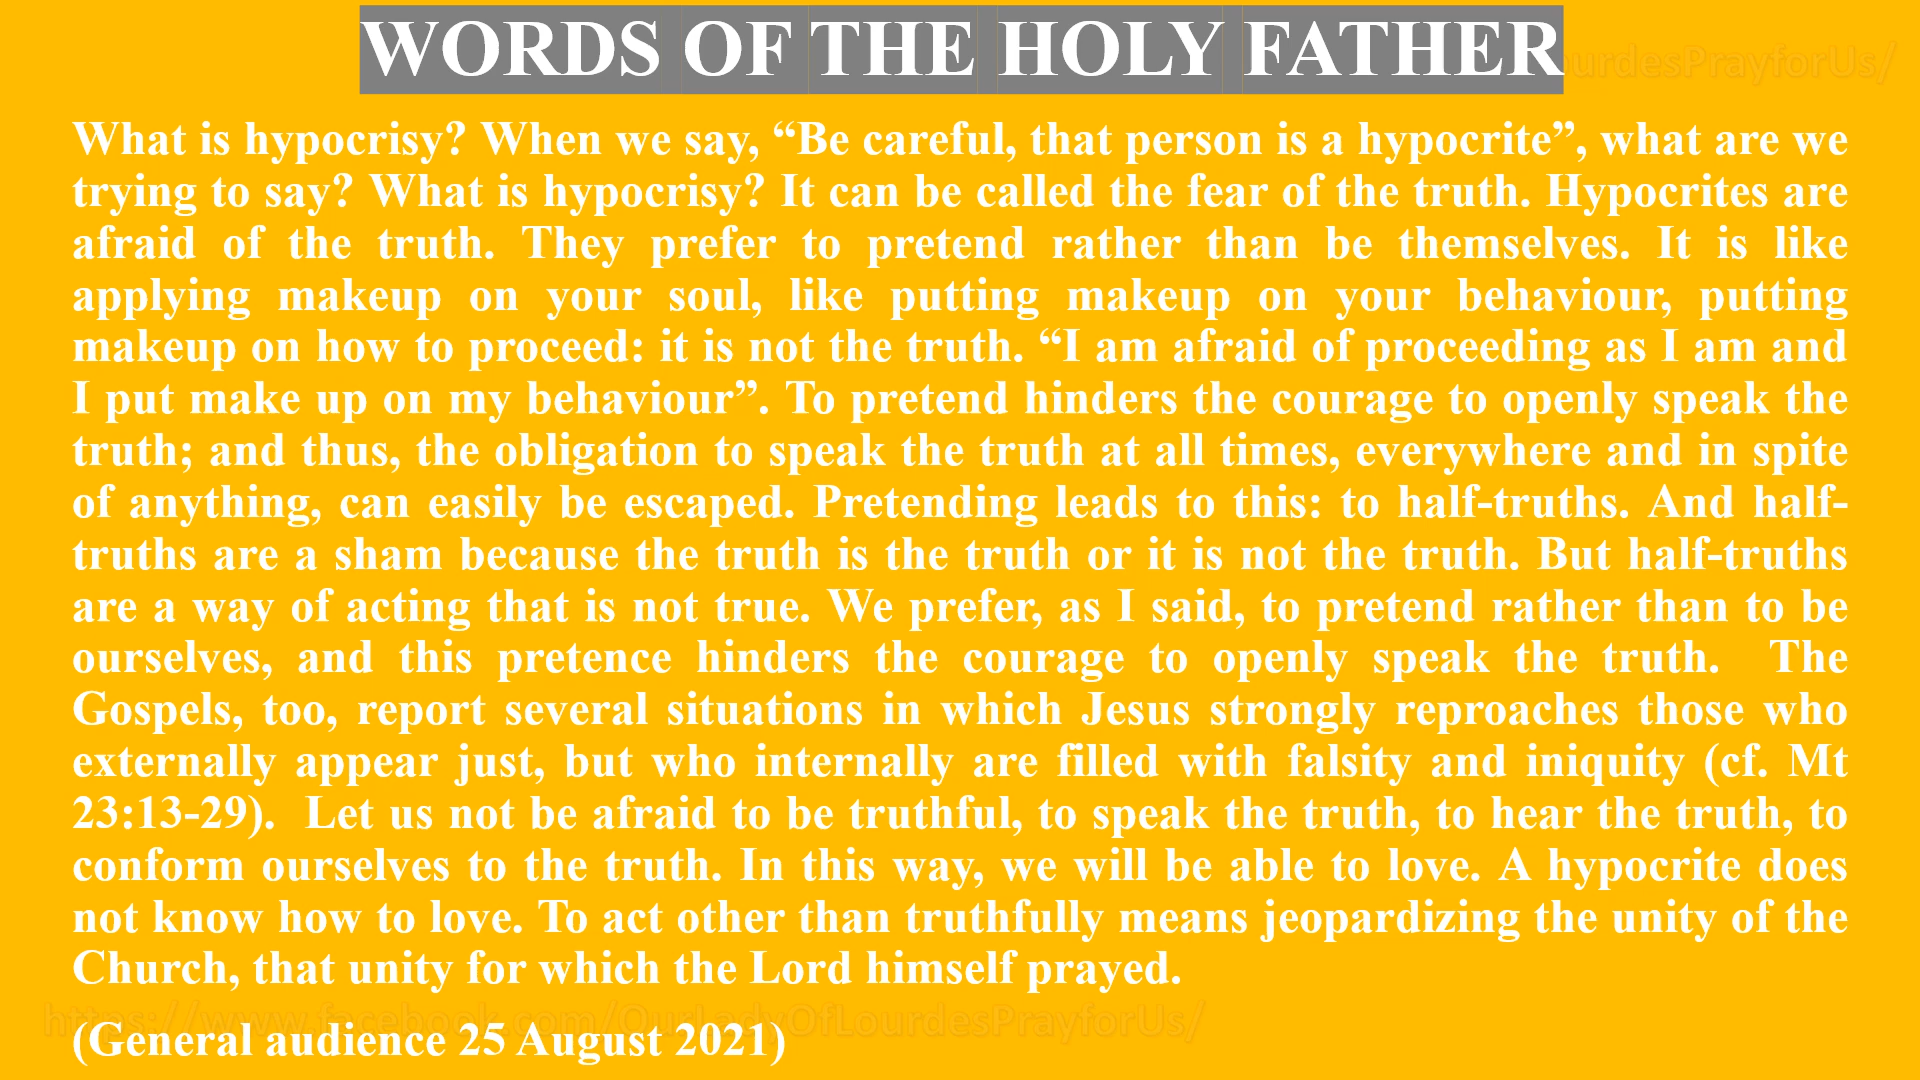 WORDS OF THE HOLY FATHER
ourdesPrayforUs/
What is hypocrisy? When we say, “Be careful, that person is a hypocrite”, what are we
trying to say? What is hypocrisy? It can be called the fear of the truth. Hypocrites are
afraid of the truth. They prefer to pretend rather than be themselves. It is like
applying makeup on your soul, like putting makeup on your behaviour, putting
makeup on how to proceed: it is not the truth. “I am afraid of proceeding as I am and
I put make up on my behaviour”. To pretend hinders the courage to openly speak the
truth; and thus, the obligation to speak the truth at all times, everywhere and in spite
of anything, can easily be escaped. Pretending leads to this: to half-truths. And half-
truths are a sham because the truth is the truth or it is not the truth. But half-truths
are a way of acting that is not true. We prefer, as I said, to pretend rather than to be
ourselves, and this pretence hinders the courage to openly speak the truth.  The
Gospels, too, report several situations in which Jesus strongly reproaches those who
externally appear just, but who internally are filled with falsity and iniquity (cf. Mt
23:13-29).  Let us not be afraid to be truthful, to speak the truth, to hear the truth, to
conform ourselves to the truth. In this way, we will be able to love. A hypocrite does
not know how to love. To act other than truthfully means jeopardizing the unity of the
Church, that unity for which the Lord himself prayed.
https://www.facebook.com/OurLadyOfLourdesPrayforUs/
(General audience 25 August 2021)